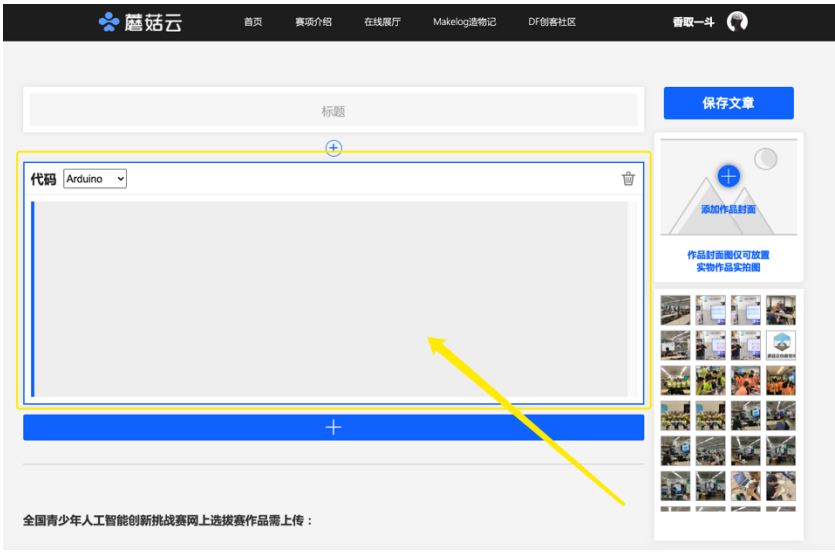 蘑菇云
首页 赛项介绍 在线展厅 Makelog造物记 DF创客社区 香取一斗
标题
保存文章
代码 Arduino
添加作品封面
作品封面图仅可放置
实物作品实拍图
全国青少年人工智能创新挑战赛网上选拔赛作品需上传：